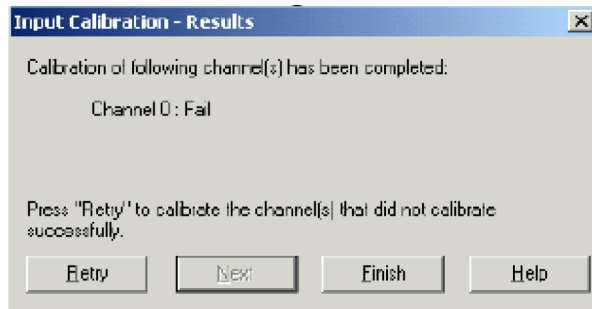 Input Calibration - Results
Calibration of following channel(s) has been completed:
Channel 0 : Fail
Press "Retry" to calibrate the channel(s) that did not calibrate
successfully.
Retry Next Finish Help